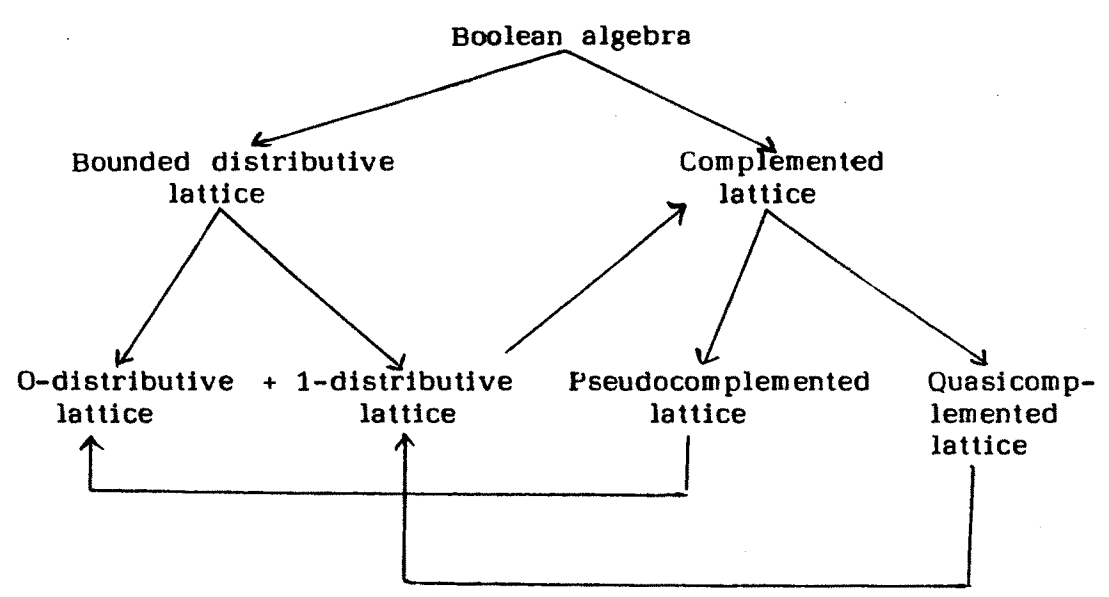 Boolean algebra
Bounded distributive
lattice
Complemented
lattice
0-distributive + 1-distributive
lattice lattice
Pseudocomplemented
lattice
Quasicomp-
lemented
lattice